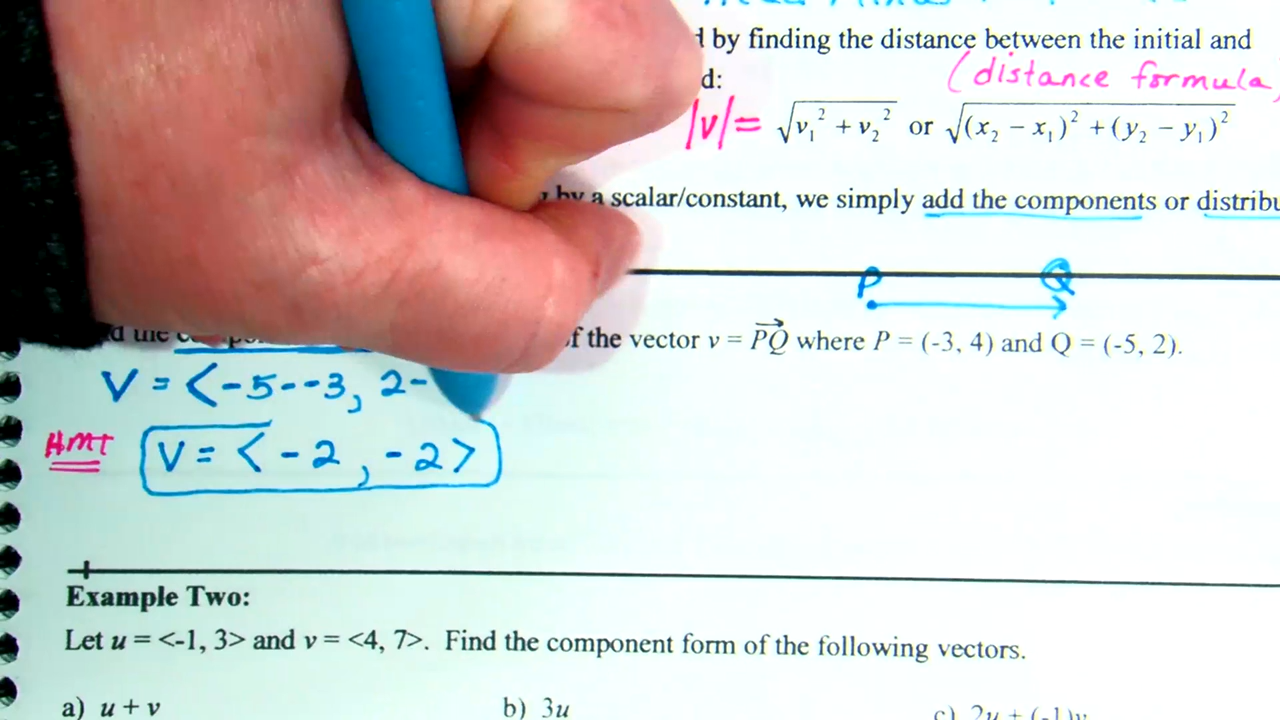 by finding the distance between the initial and
d: (distance formula)
|v| = √v₁² + v₂² or √(x₂ − x₁)² + (y₂ − y₁)²
by a scalar/constant, we simply add the components or distribu
P Q
the of the vector v = PQ where P = (-3, 4) and Q = (-5, 2).
V = <-5--3, 2-
HMT V = <-2, -2>
Example Two:
Let u = <-1, 3> and v = <4, 7>. Find the component form of the following vectors.
a) u + v b) 3u c) 2u + (-1)v